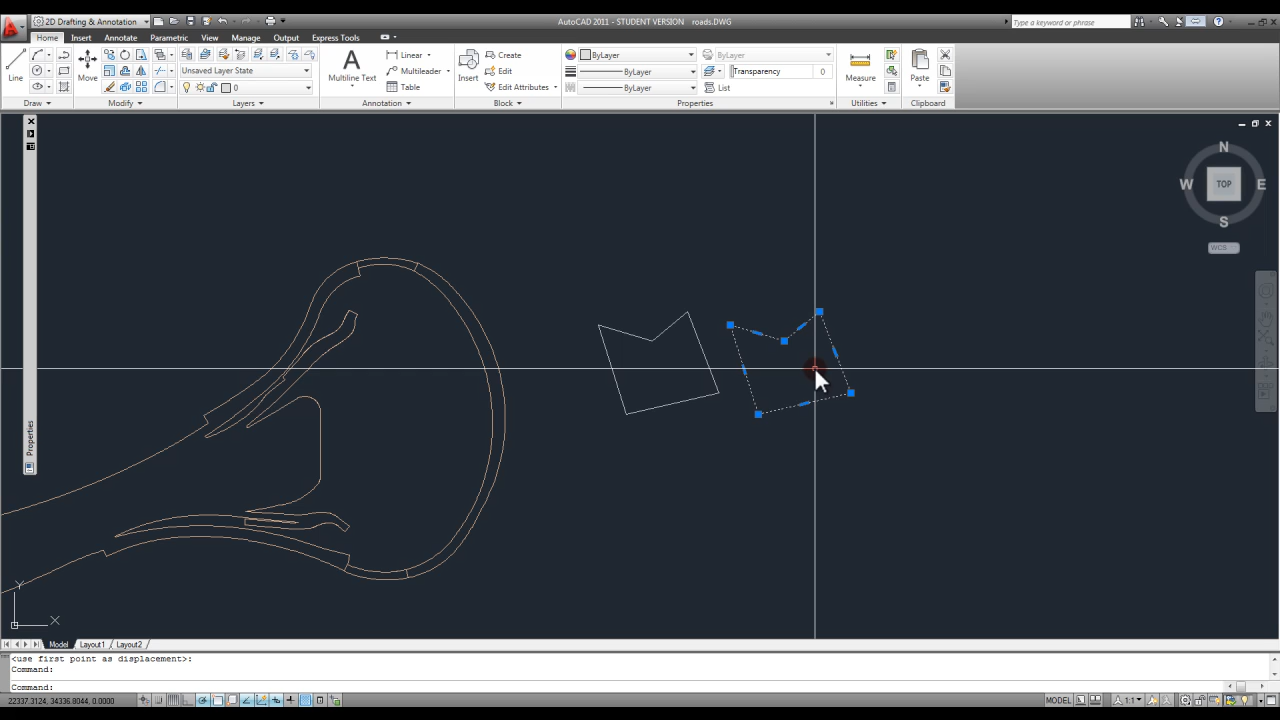 2D Drafting & Annotation
AutoCAD 2011 - STUDENT VERSION roads.DWG
Type a keyword or phrase
Home Insert Annotate Parametric View Manage Output Express Tools
Line
Move
Unsaved Layer State
0
Multiline Text
Linear
Multileader
Table
Insert
Create
Edit
Edit Attributes
ByLayer
ByLayer
ByLayer
ByLayer
Transparency 0
List
Measure
Paste
Draw Modify Layers Annotation Block Properties Utilities Clipboard
N
W TOP E
S
WCS
Properties
Y
X
Model Layout1 Layout2
<use first point as displacement>:
Command:
Command:
22337.3124, 34336.8044, 0.0000
MODEL
1:1